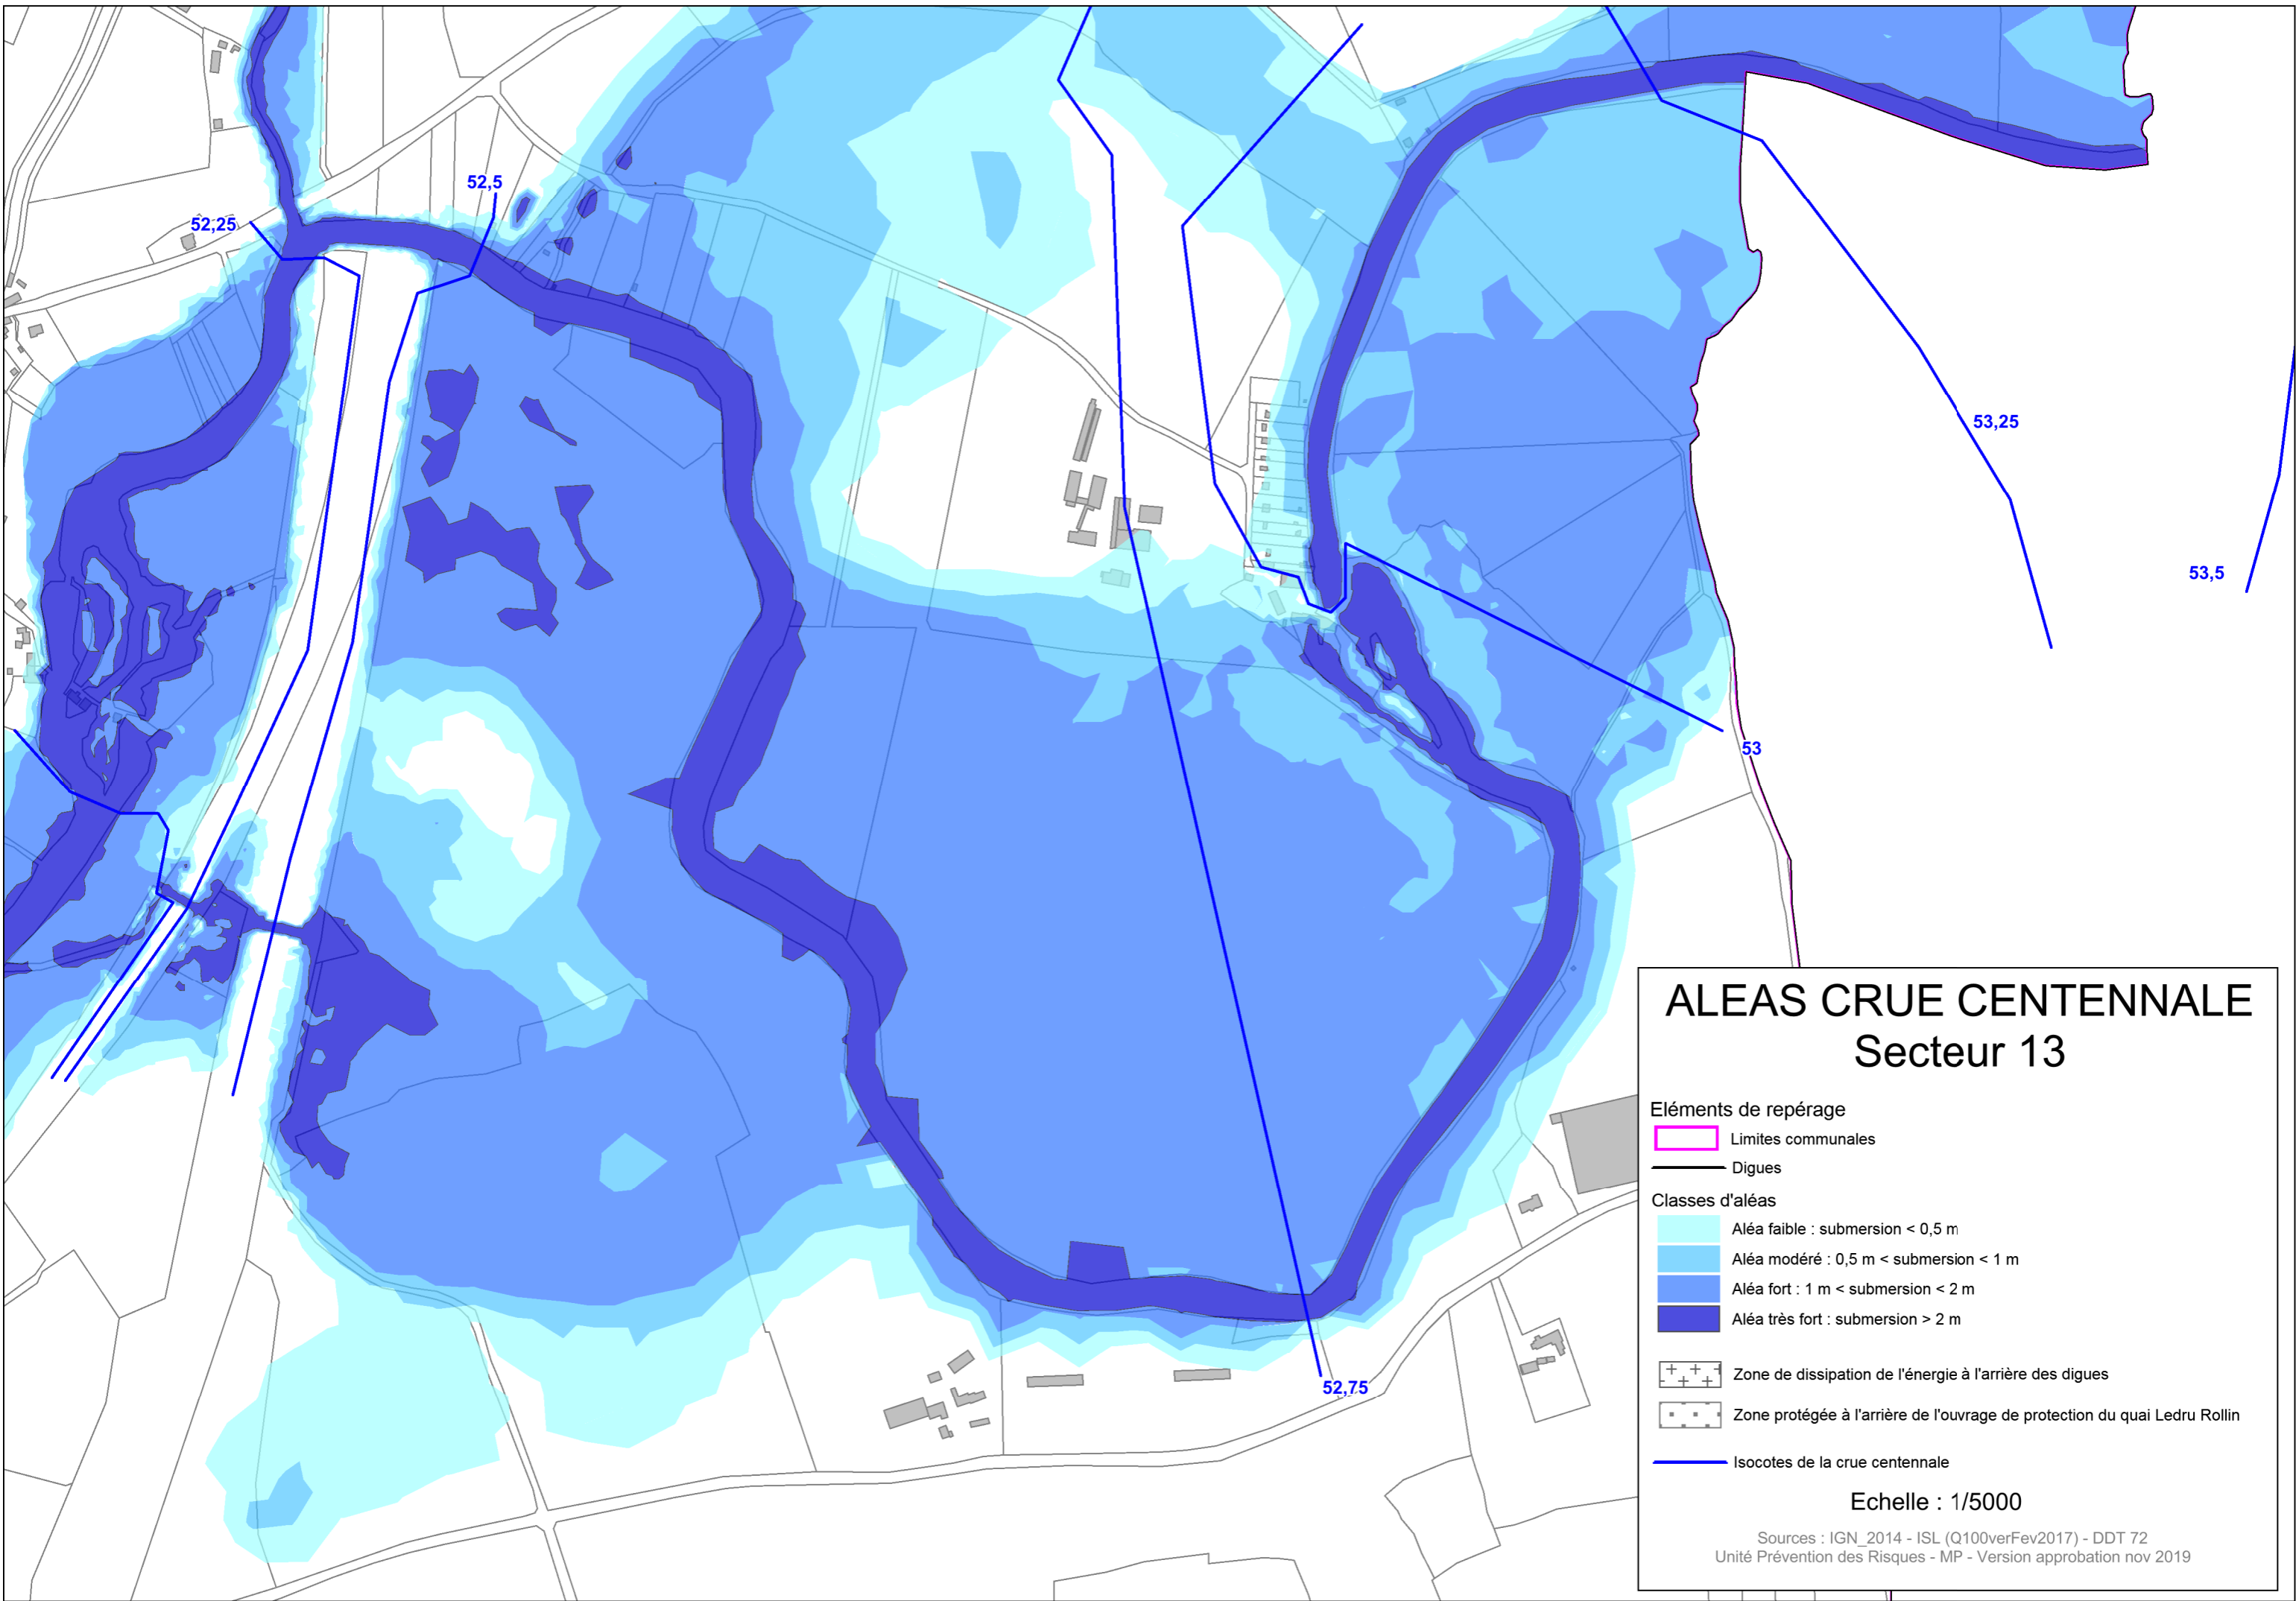 52,5
52,25
53,25
53,5
53
52,75
ALEAS CRUE CENTENNALE
Secteur 13
Eléments de repérage
Limites communales
Digues
Classes d'aléas
Aléa faible : submersion < 0,5 m
Aléa modéré : 0,5 m < submersion < 1 m
Aléa fort : 1 m < submersion < 2 m
Aléa très fort : submersion > 2 m
Zone de dissipation de l'énergie à l'arrière des digues
Zone protégée à l'arrière de l'ouvrage de protection du quai Ledru Rollin
Isocotes de la crue centennale
Echelle : 1/5000
Sources : IGN_2014 - ISL (Q100verFev2017) - DDT 72
Unité Prévention des Risques - MP - Version approbation nov 2019